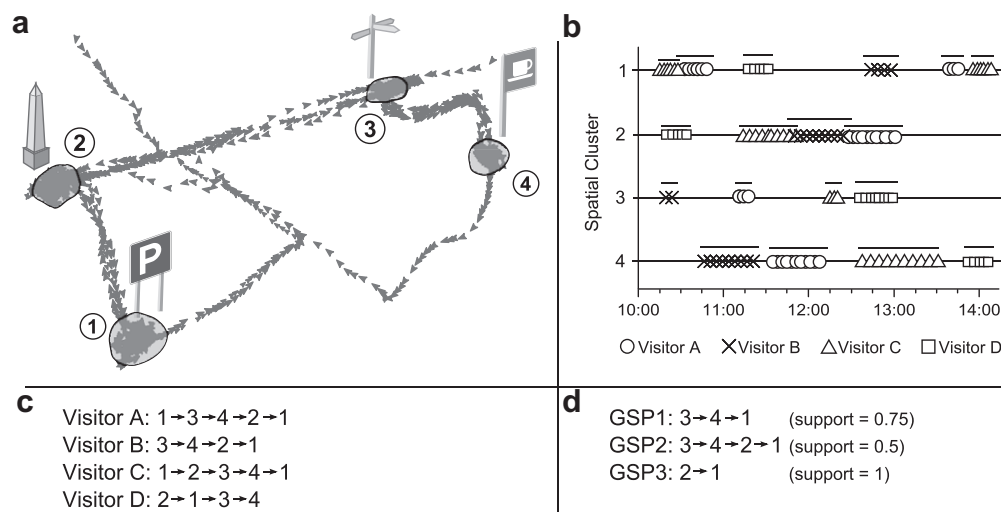 a
2
3
4
P
1
b
Spatial Cluster
1
2
3
4
10:00 11:00 12:00 13:00 14:00
Visitor A Visitor B Visitor C Visitor D
c
Visitor A: 1→3→4→2→1
Visitor B: 3→4→2→1
Visitor C: 1→2→3→4→1
Visitor D: 2→1→3→4
d
GSP1: 3→4→1 (support = 0.75)
GSP2: 3→4→2→1 (support = 0.5)
GSP3: 2→1 (support = 1)